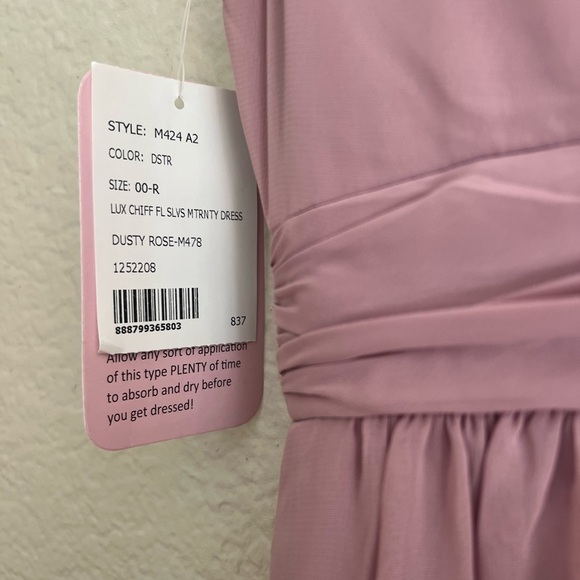 STYLE: M424 A2
COLOR: DSTR
SIZE: 00-R
LUX CHIFF FL SLVS MTRNTY DRESS
DUSTY ROSE-M478
1252208
888799365803 837
Allow any sort of application
of this type PLENTY of time
to absorb and dry before
you get dressed!